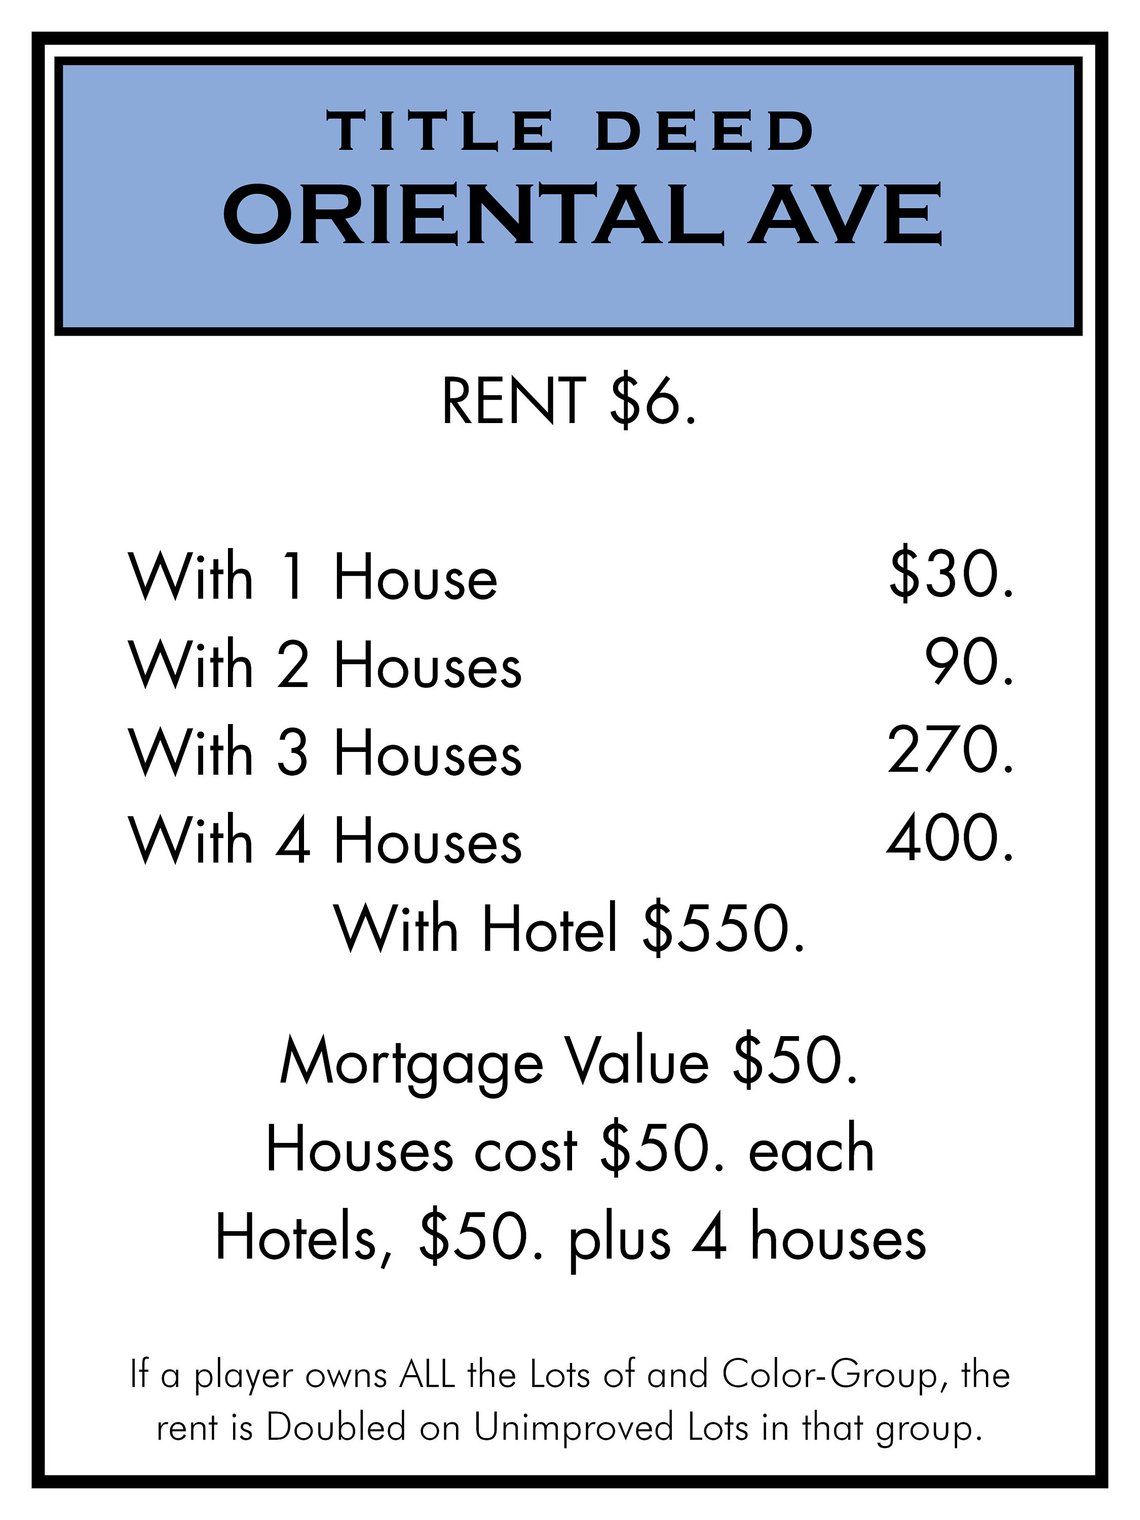 TITLE DEED
ORIENTAL AVE
RENT $6.
With 1 House $30.
With 2 Houses 90.
With 3 Houses 270.
With 4 Houses 400.
With Hotel $550.
Mortgage Value $50.
Houses cost $50. each
Hotels, $50. plus 4 houses
If a player owns ALL the Lots of and Color-Group, the
rent is Doubled on Unimproved Lots in that group.